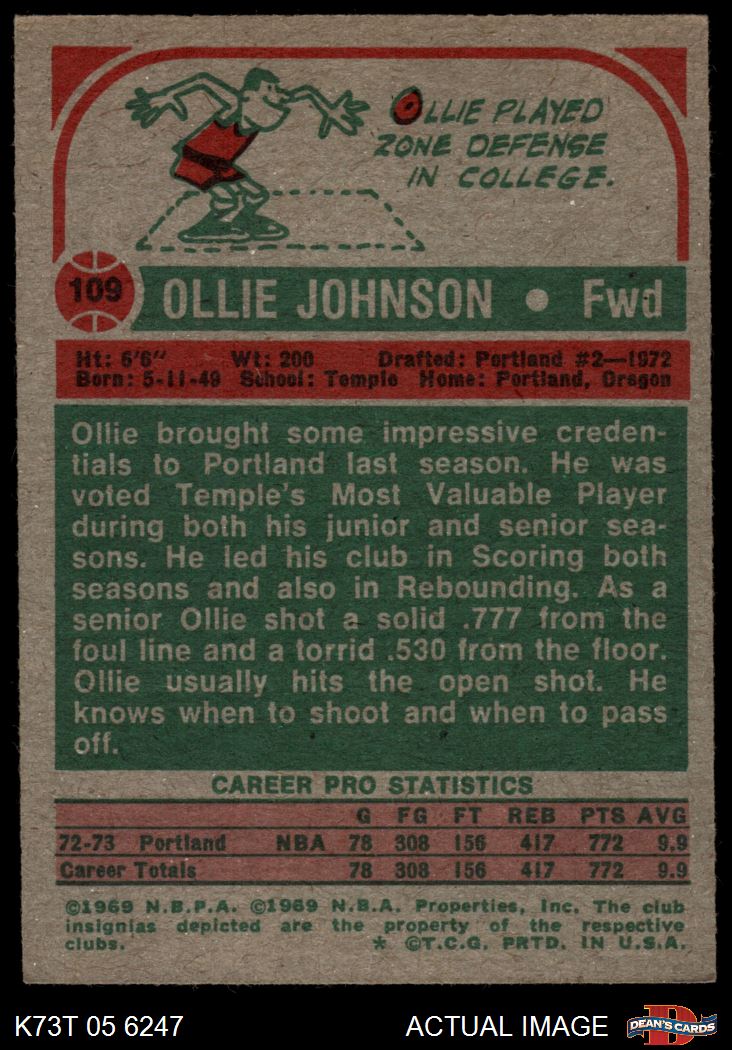 OLLIE PLAYED
ZONE DEFENSE
IN COLLEGE.
109 OLLIE JOHNSON • Fwd
Ht: 6'6" Wt: 200 Drafted: Portland #2—1972
Born: 5-11-49 School: Temple Home: Portland, Oregon
Ollie brought some impressive creden-
tials to Portland last season. He was
voted Temple's Most Valuable Player
during both his junior and senior sea-
sons. He led his club in Scoring both
seasons and also in Rebounding. As a
senior Ollie shot a solid .777 from the
foul line and a torrid .530 from the floor.
Ollie usually hits the open shot. He
knows when to shoot and when to pass
off.
CAREER PRO STATISTICS
G FG FT REB PTS AVG
72-73 Portland NBA 78 308 156 417 772 9.9
Career Totals 78 308 156 417 772 9.9
©1969 N.B.P.A. ©1969 N.B.A. Properties, Inc. The club
insignias depicted are the property of the respective
clubs. * ©T.C.G. PRTD. IN U.S.A.
K73T 05 6247 ACTUAL IMAGE D DEAN'S CARDS